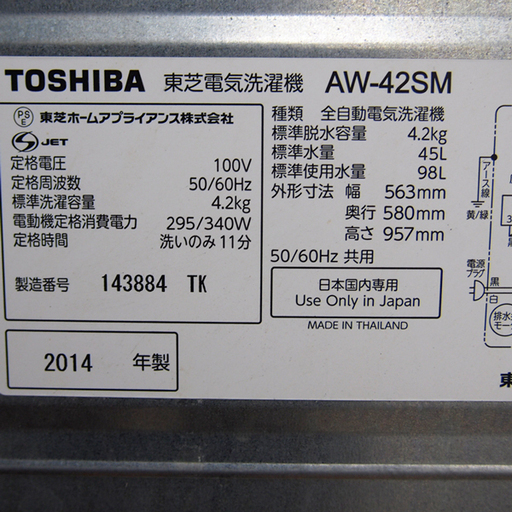 TOSHIBA 東芝電気洗濯機 AW-42SM
PSE 東芝ホームアプライアンス株式会社
S JET
定格電圧 100V
定格周波数 50/60Hz
標準洗濯容量 4.2kg
電動機定格消費電力 295/340W
定格時間 洗いのみ 11分
製造番号 143884 TK
2014 年製
種類 全自動電気洗濯機
標準脱水容量 4.2kg
標準水量 45L
標準使用水量 98L
外形寸法 幅 563mm
奥行 580mm
高さ 957mm
50/60Hz 共用
日本国内専用
Use Only in Japan
MADE IN THAILAND
アース線
黄/緑
電源
プラグ
黒
白
排水
モー
東